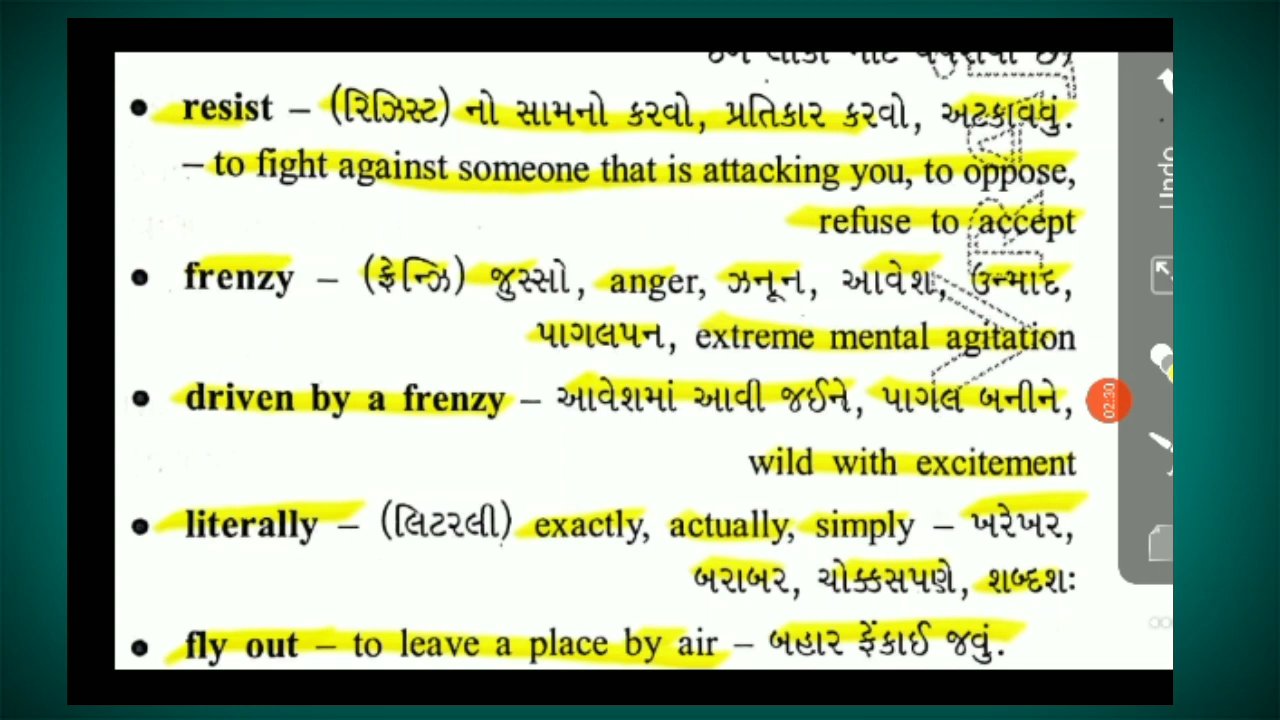 • resist – (રિઝિસ્ટ) નો સામનો કરવો, પ્રતિકાર કરવો, અટકાવવું.
– to fight against someone that is attacking you, to oppose,
refuse to accept
• frenzy – (ફ્રેન્ઝિ) જુસ્સો, anger, ઝનૂન, આવેશ, ઉન્માદ,
પાગલપન, extreme mental agitation
• driven by a frenzy – આવેશમાં આવી જઈને, પાગલ બનીને,
wild with excitement
• literally – (લિટરલી) exactly, actually, simply – ખરેખર,
બરાબર, ચોક્કસપણે, શબ્દશઃ
• fly out – to leave a place by air – બહાર ફેંકાઈ જવું.
Undo
02:30